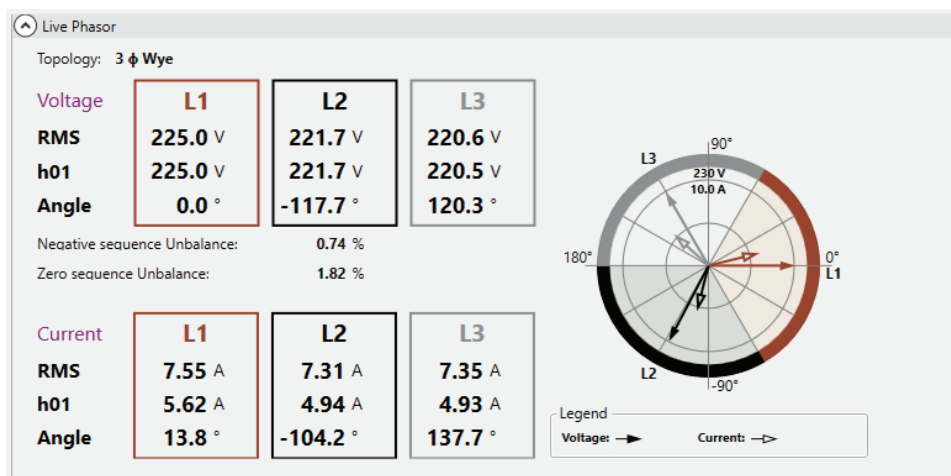 Live Phasor
Topology: 3 ϕ Wye
Voltage L1 L2 L3
RMS 225.0 V 221.7 V 220.6 V
h01 225.0 V 221.7 V 220.5 V
Angle 0.0 ° -117.7 ° 120.3 °
Negative sequence Unbalance: 0.74 %
Zero sequence Unbalance: 1.82 %
Current L1 L2 L3
RMS 7.55 A 7.31 A 7.35 A
h01 5.62 A 4.94 A 4.93 A
Angle 13.8 ° -104.2 ° 137.7 °
90°
L3
230 V
10.0 A
180°
0°
L1
L2
-90°
Legend
Voltage: Current: